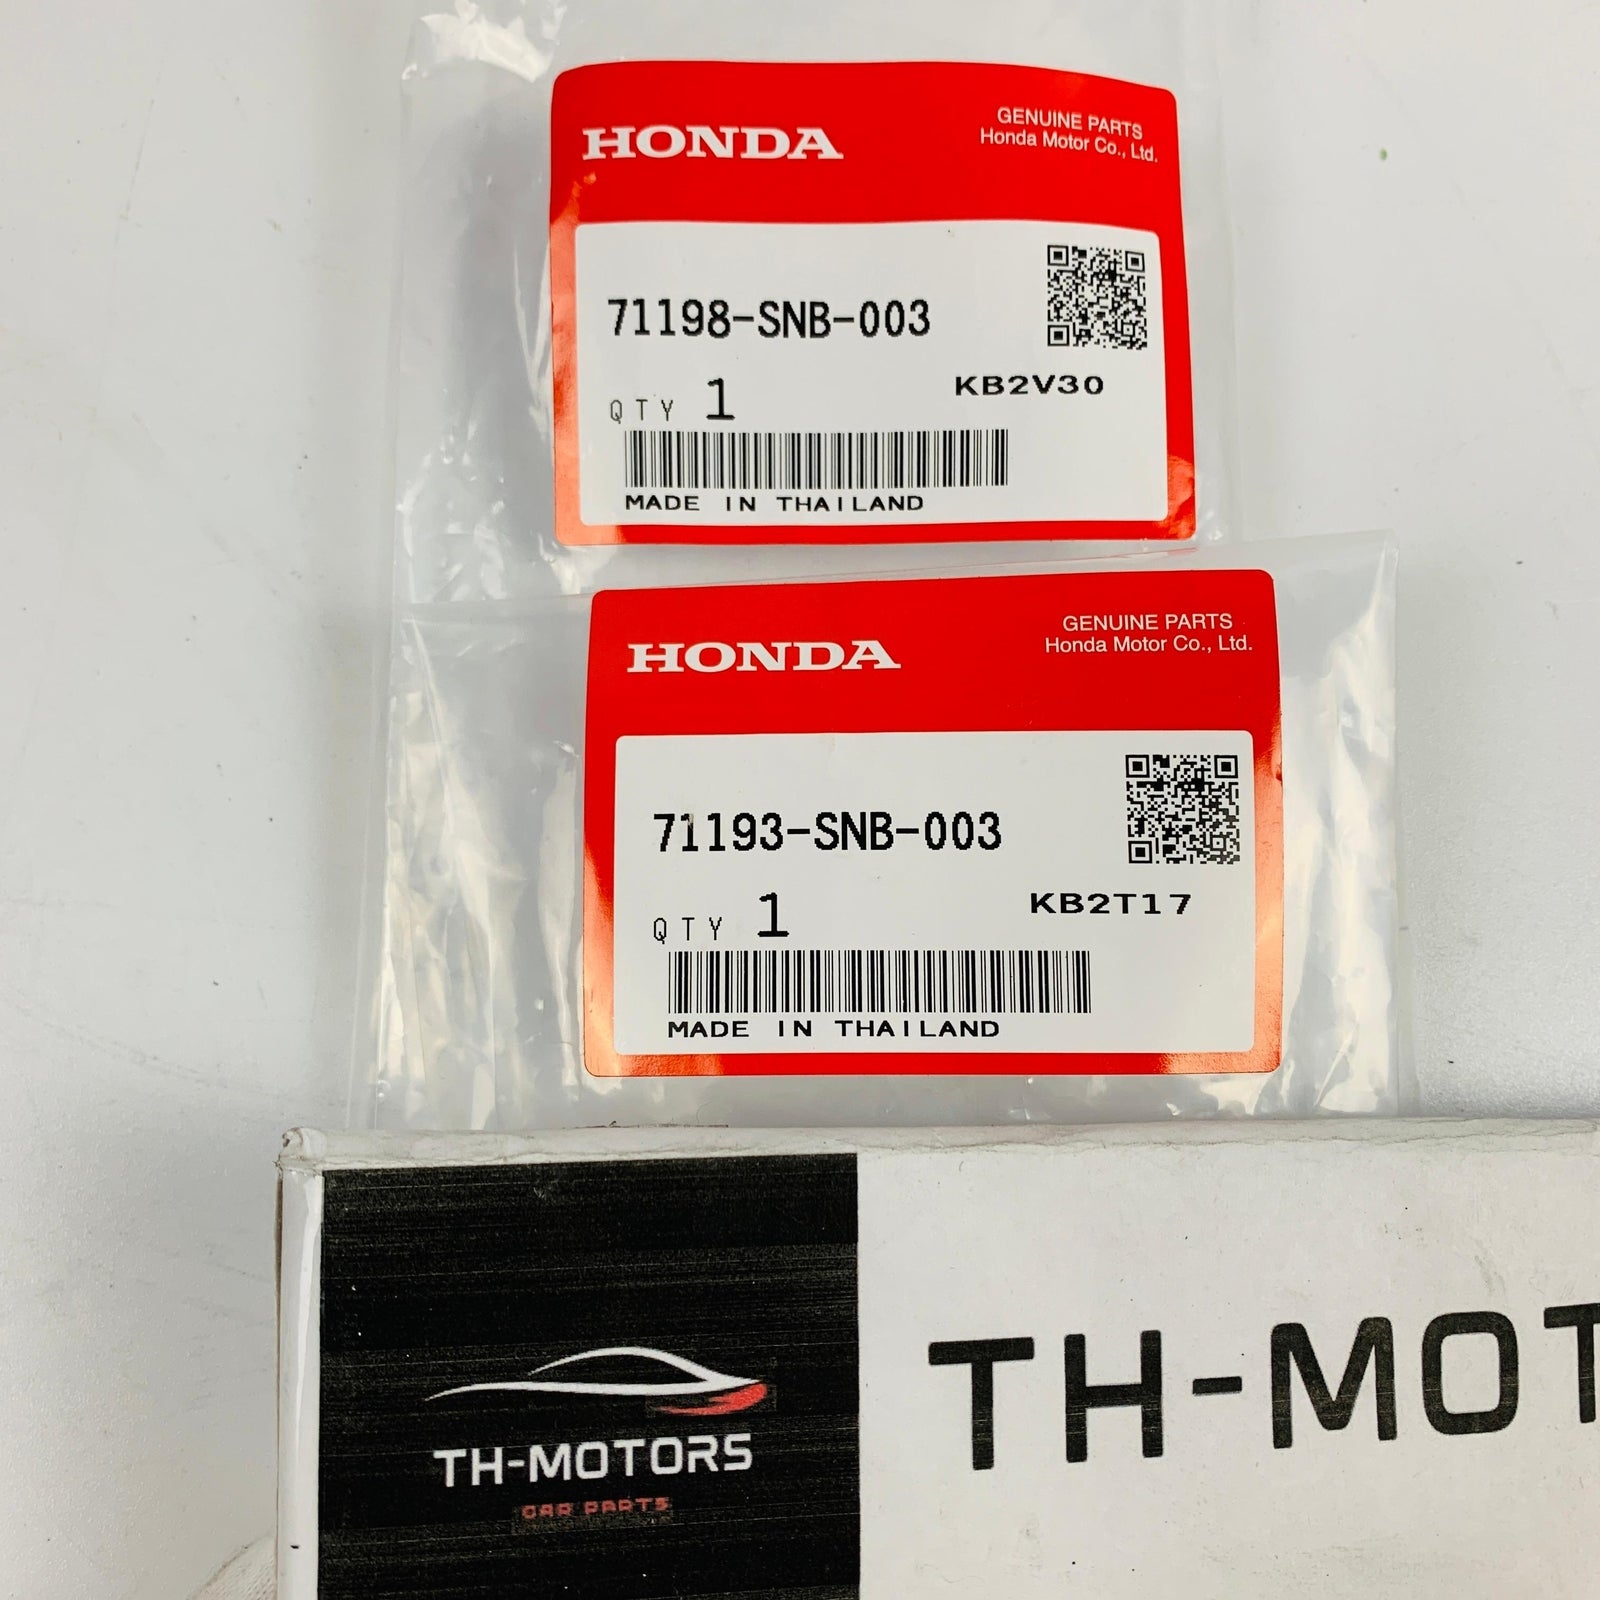 HONDA
GENUINE PARTS
Honda Motor Co., Ltd.
71198-SNB-003
QTY 1
KB2V30
MADE IN THAILAND
HONDA
GENUINE PARTS
Honda Motor Co., Ltd.
71193-SNB-003
QTY 1
KB2T17
MADE IN THAILAND
TH-MOT
TH-MOTORS
CAR PARTS